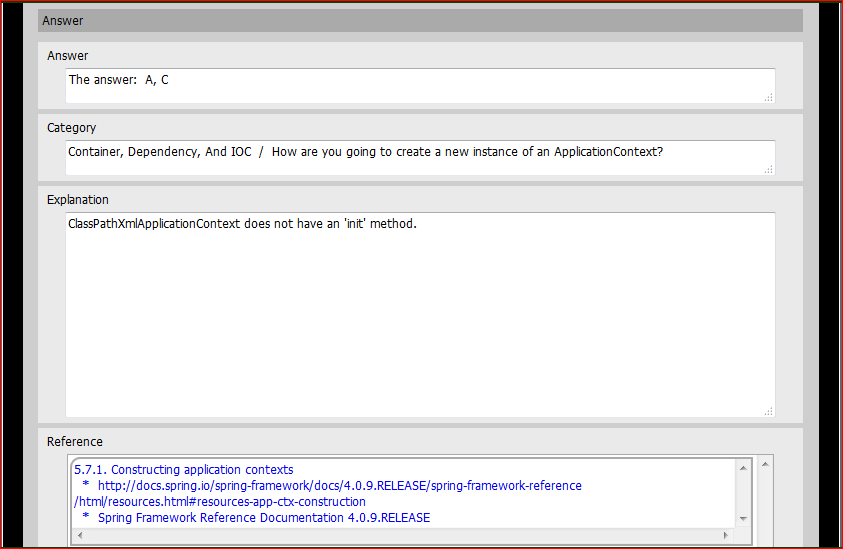 Answer
Answer
The answer:  A, C
Category
Container, Dependency, And IOC  /  How are you going to create a new instance of an ApplicationContext?
Explanation
ClassPathXmlApplicationContext does not have an 'init' method.
Reference
5.7.1. Constructing application contexts
*  http://docs.spring.io/spring-framework/docs/4.0.9.RELEASE/spring-framework-reference
/html/resources.html#resources-app-ctx-construction
*  Spring Framework Reference Documentation 4.0.9.RELEASE